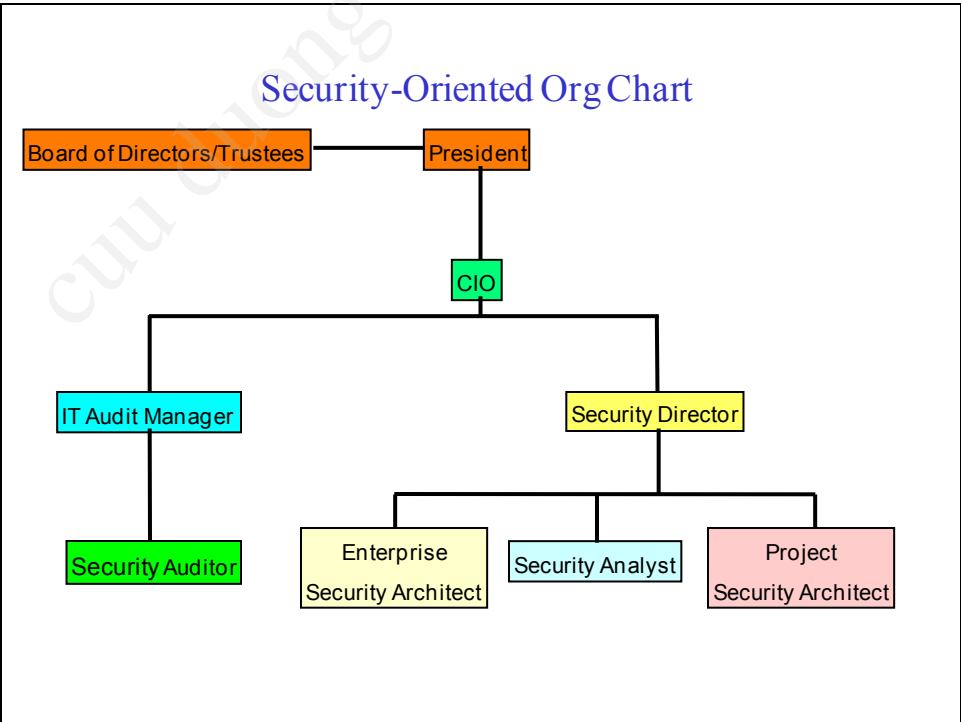 cuu duong
Security-Oriented Org Chart
Board of Directors/Trustees
President
CIO
IT Audit Manager
Security Director
Security Auditor
Enterprise
Security Architect
Security Analyst
Project
Security Architect